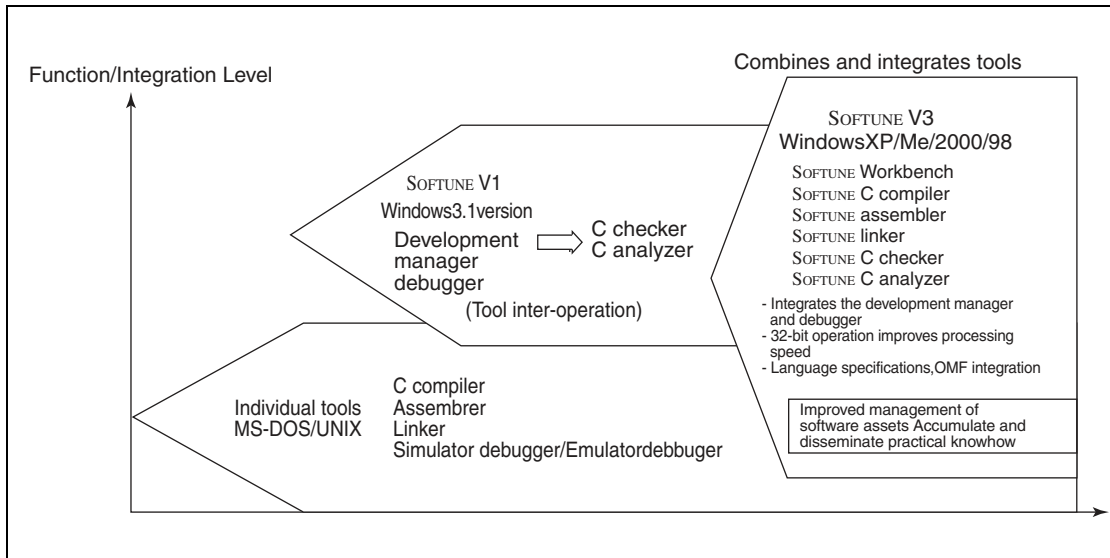 Function/Integration Level
Combines and integrates tools
SOFTUNE V1
Windows3.1version
Development
manager
debugger
C checker
C analyzer
(Tool inter-operation)
SOFTUNE V3
WindowsXP/Me/2000/98
SOFTUNE Workbench
SOFTUNE C compiler
SOFTUNE assembler
SOFTUNE linker
SOFTUNE C checker
SOFTUNE C analyzer
- Integrates the development manager
and debugger
- 32-bit operation improves processing
speed
- Language specifications,OMF integration
Improved management of
software assets Accumulate and
disseminate practical knowhow
Individual tools
MS-DOS/UNIX
C compiler
Assembrer
Linker
Simulator debugger/Emulatordebbuger